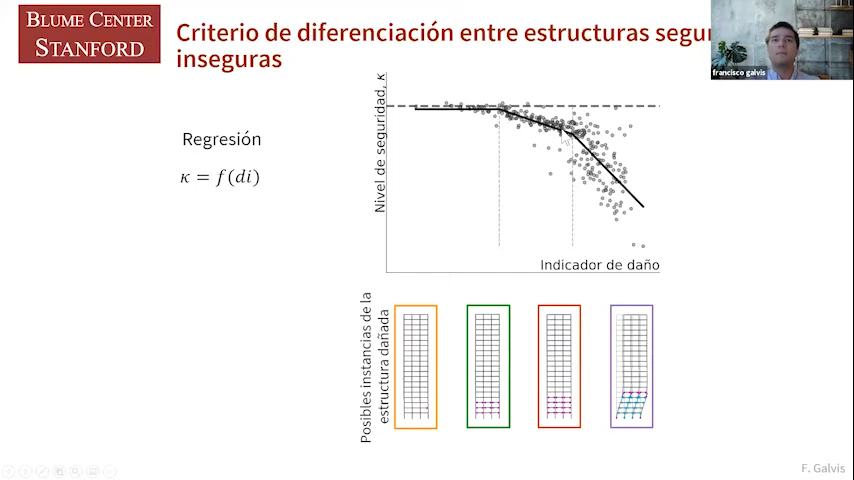 BLUME CENTER
STANFORD
Criterio de diferenciación entre estructuras segur
inseguras
francisco galvis
Regresión
κ = f(di)
Nivel de seguridad, κ
Indicador de daño
Posibles instancias de la
estructura dañada
F. Galvis